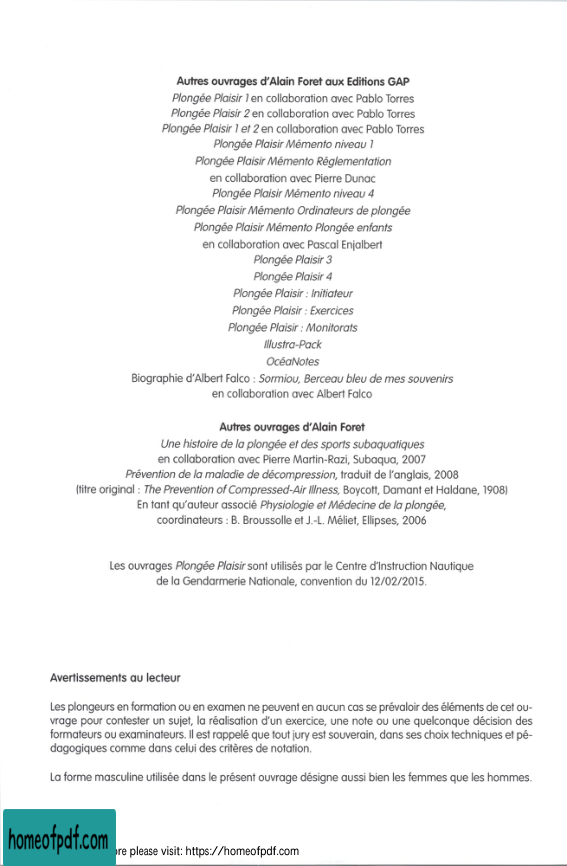 Autres ouvrages d'Alain Foret aux Editions GAP
Plongée Plaisir 1 en collaboration avec Pablo Torres
Plongée Plaisir 2 en collaboration avec Pablo Torres
Plongée Plaisir 1 et 2 en collaboration avec Pablo Torres
Plongée Plaisir Mémento niveau 1
Plongée Plaisir Mémento Réglementation
en collaboration avec Pierre Dunac
Plongée Plaisir Mémento niveau 4
Plongée Plaisir Mémento Ordinateurs de plongée
Plongée Plaisir Mémento Plongée enfants
en collaboration avec Pascal Enjalbert
Plongée Plaisir 3
Plongée Plaisir 4
Plongée Plaisir : Initiateur
Plongée Plaisir : Exercices
Plongée Plaisir : Monitorats
Illustra-Pack
OcéaNotes
Biographie d'Albert Falco : Sormiou, Berceau bleu de mes souvenirs
en collaboration avec Albert Falco
Autres ouvrages d'Alain Foret
Une histoire de la plongée et des sports subaquatiques
en collaboration avec Pierre Martin-Razi, Subaqua, 2007
Prévention de la maladie de décompression, traduit de l'anglais, 2008
(titre original : The Prevention of Compressed-Air Illness, Boycott, Damant et Haldane, 1908)
En tant qu'auteur associé Physiologie et Médecine de la plongée,
coordinateurs : B. Broussolle et J.-L. Méliet, Ellipses, 2006
Les ouvrages Plongée Plaisir sont utilisés par le Centre d'Instruction Nautique
de la Gendarmerie Nationale, convention du 12/02/2015.
Avertissements au lecteur
Les plongeurs en formation ou en examen ne peuvent en aucun cas se prévaloir des éléments de cet ou-
vrage pour contester un sujet, la réalisation d'un exercice, une note ou une quelconque décision des
formateurs ou examinateurs. Il est rappelé que tout jury est souverain, dans ses choix techniques et pé-
dagogiques comme dans celui des critères de notation.
La forme masculine utilisée dans le présent ouvrage désigne aussi bien les femmes que les hommes.
homeofpdf.com
re please visit: https://homeofpdf.com